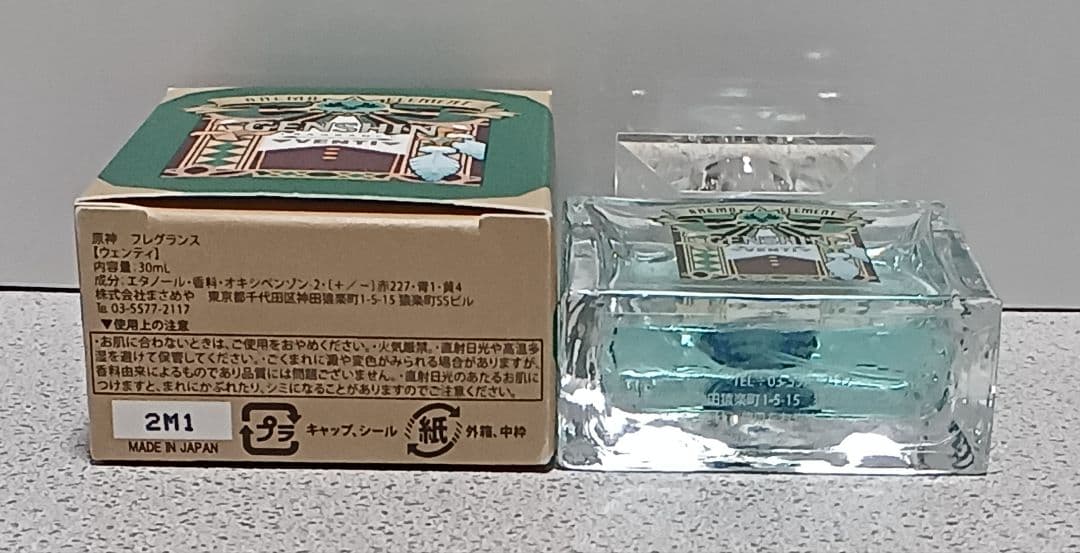 ANEMO ELEMENT
GENSHIN
VENTI
原神 フレグランス
【ウェンティ】
内容量:30mL
成分:エタノール・香料・オキシベンゾン-2・(+/−)赤227・青1・黄4
株式会社まさめや 東京都千代田区神田猿楽町1-5-15 猿楽町SSビル
℡ 03-5577-2117
▼使用上の注意
・お肌に合わないときは、ご使用をおやめください。・火気厳禁。・直射日光や高温多
湿を避けて保管してください。・ごくまれに澱や変色がみられる場合がありますが、
香料由来によるものであり品質には問題ございません。・直射日光のあたるお肌に
つけますと、まれにかぶれたり、シミになることがありますのでご注意ください。
2M1
MADE IN JAPAN
プラ
キャップ、シール
紙
外箱、中枠
ANEMO ELEMENT
GENSHIN
VENTI
TEL
田猿楽町1-5-15